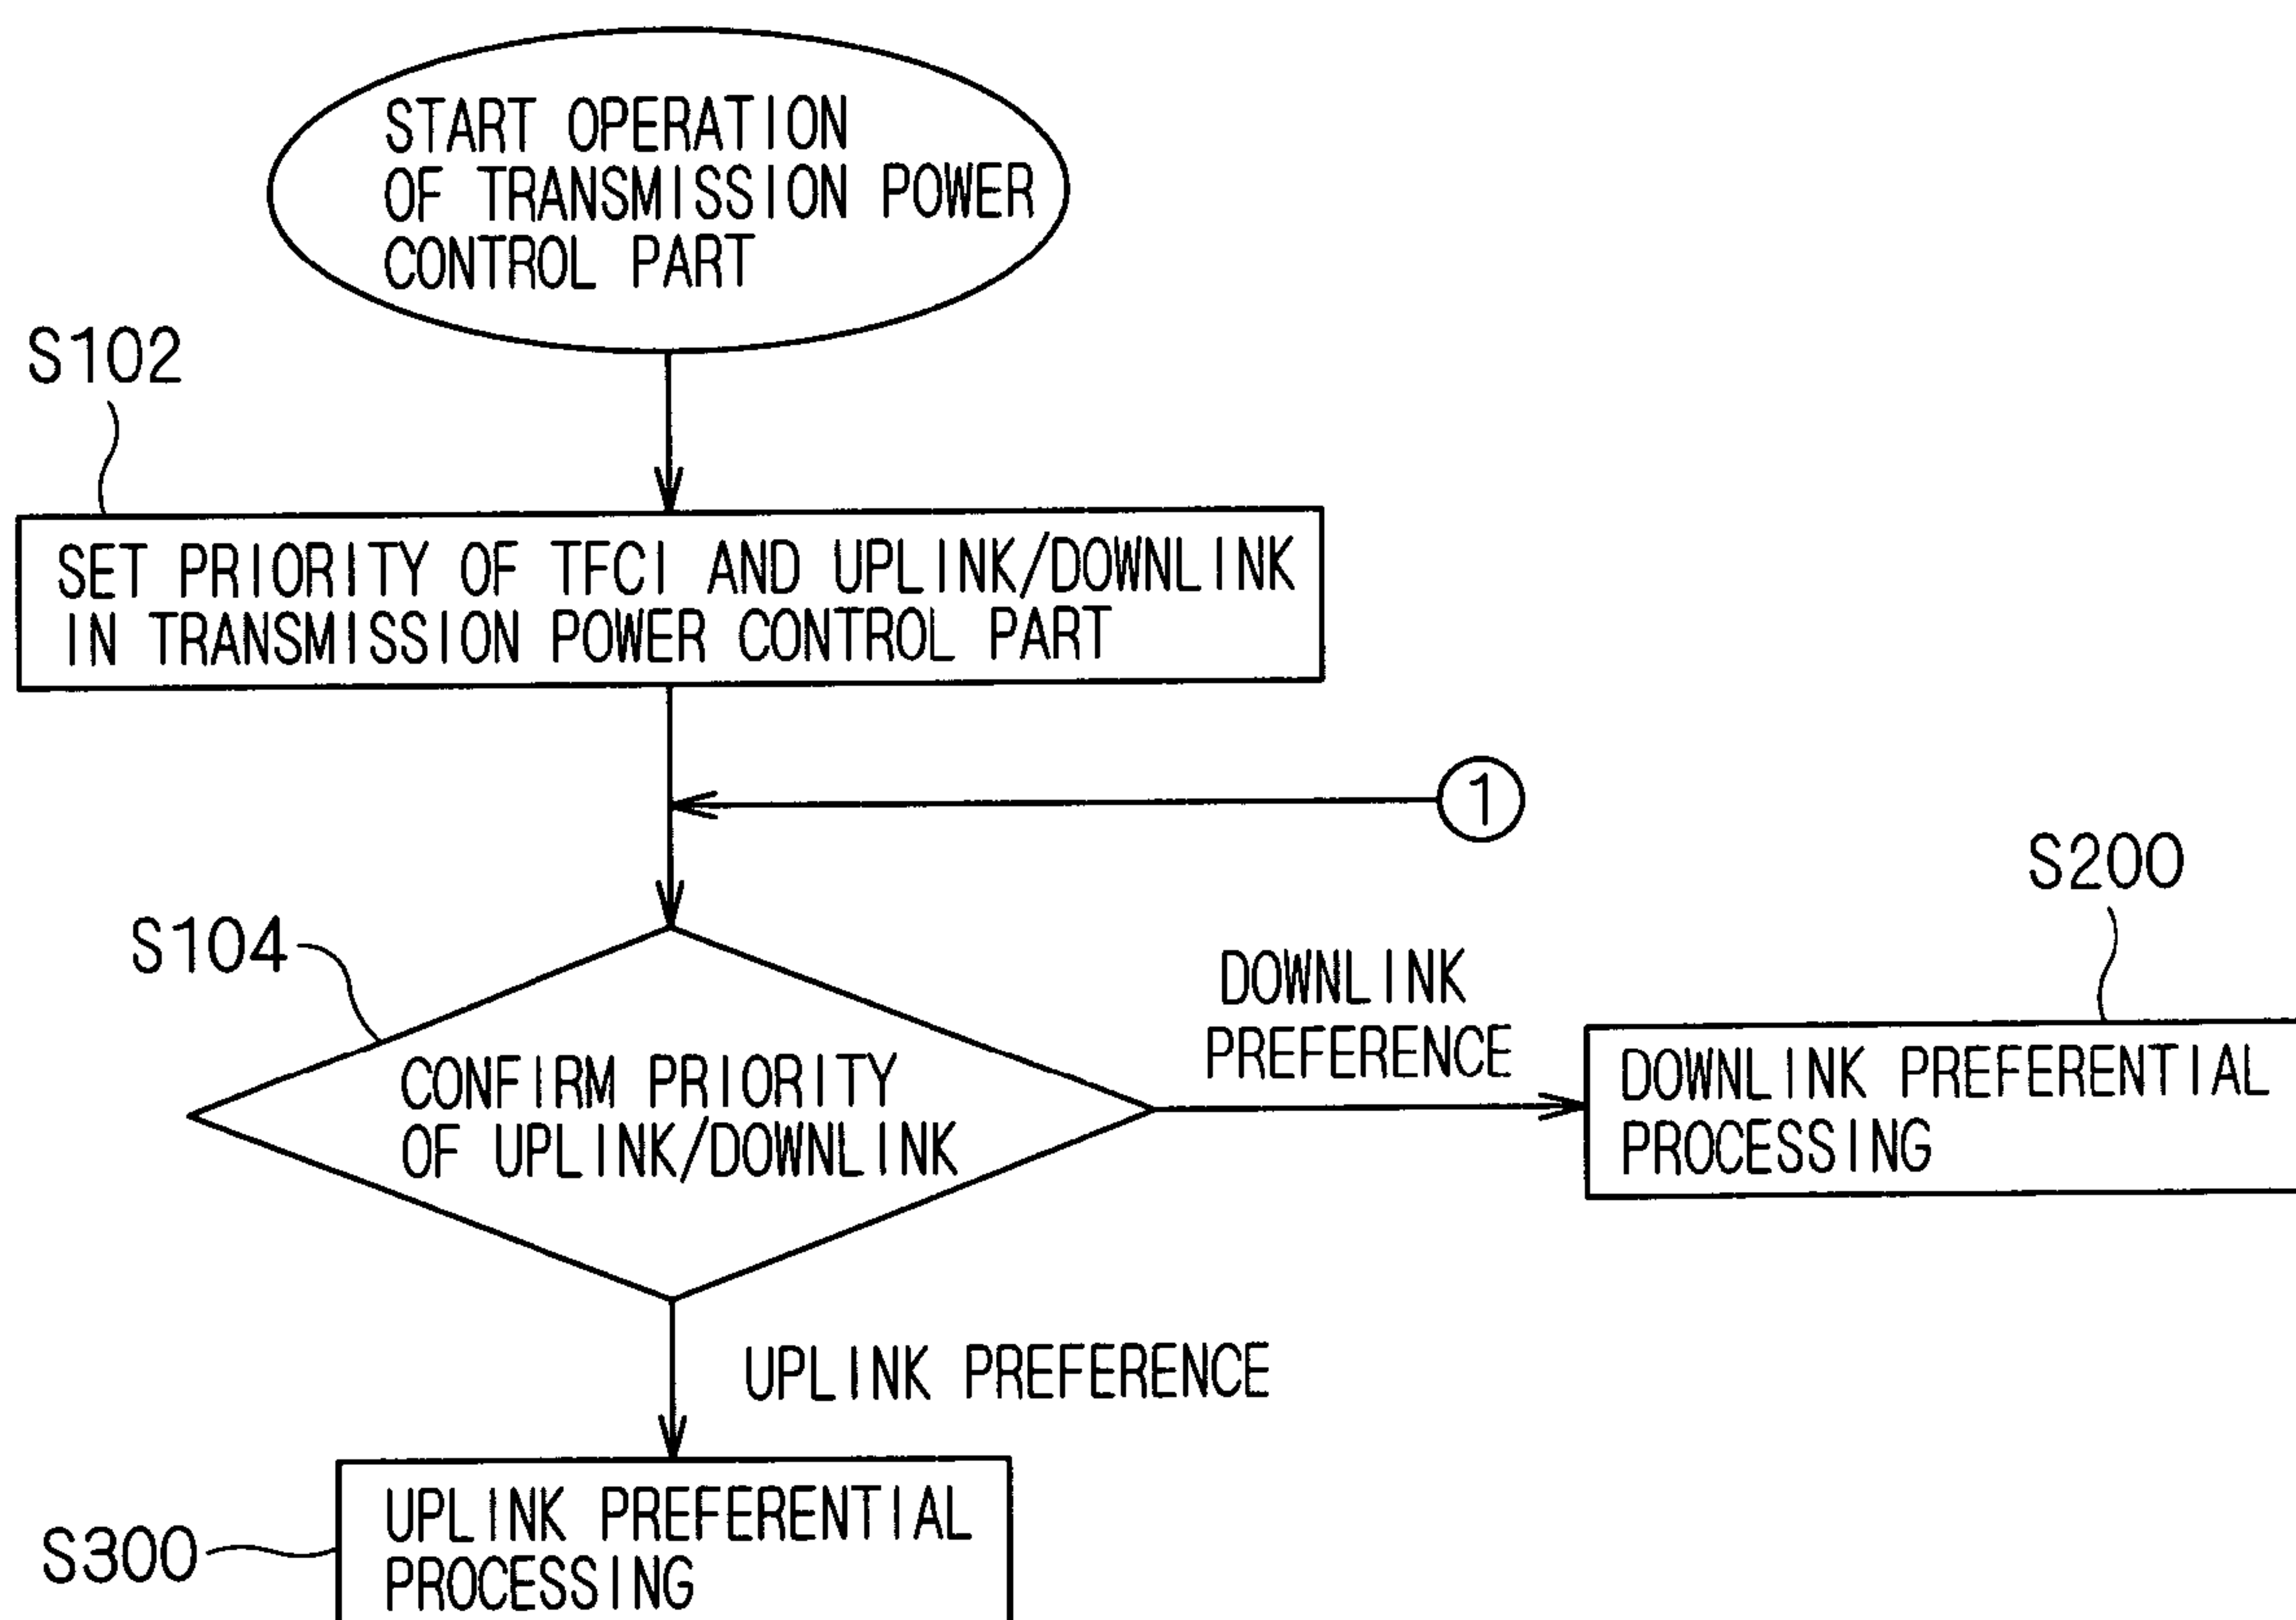 START OPERATION
OF TRANSMISSION POWER
CONTROL PART
S102
SET PRIORITY OF TFCI AND UPLINK/DOWNLINK
IN TRANSMISSION POWER CONTROL PART
1
S200
S104
DOWNLINK
PREFERENCE
CONFIRM PRIORITY
OF UPLINK/DOWNLINK
DOWNLINK PREFERENTIAL
PROCESSING
UPLINK PREFERENCE
S300
UPLINK PREFERENTIAL
PROCESSING